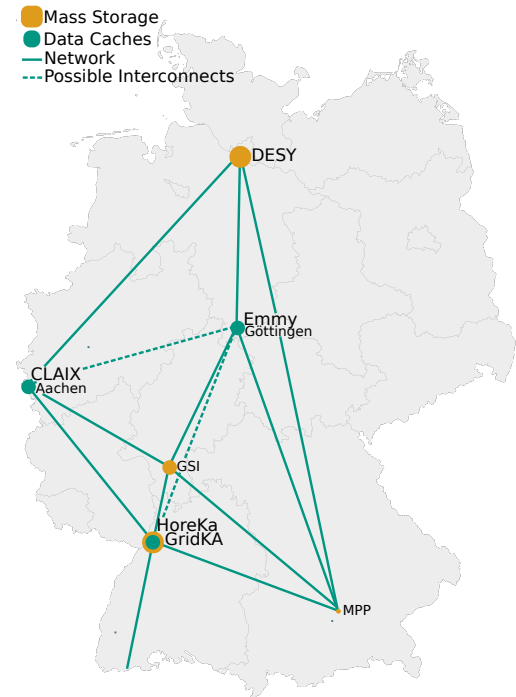 Mass Storage
Data Caches
Network
Possible Interconnects
DESY
Emmy
Göttingen
CLAIX
Aachen
GSI
HoreKa
GridKA
MPP